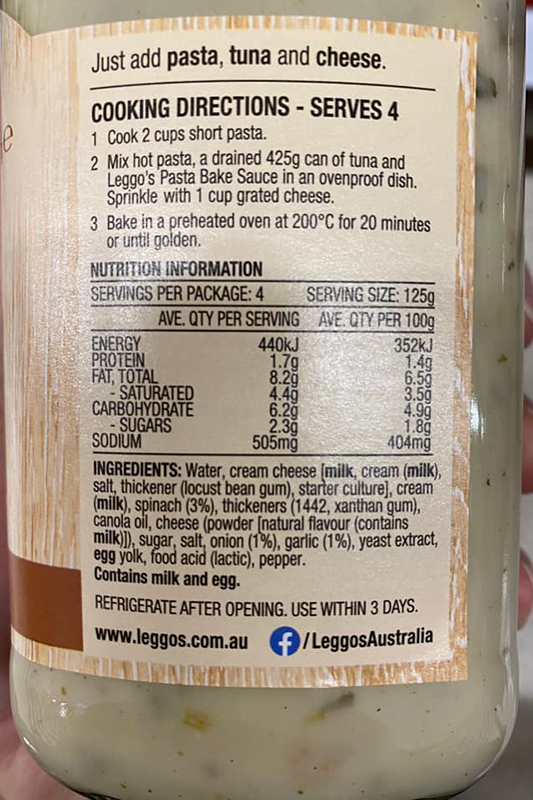 Just add pasta, tuna and cheese.
COOKING DIRECTIONS - SERVES 4
1 Cook 2 cups short pasta.
2 Mix hot pasta, a drained 425g can of tuna and
Leggo's Pasta Bake Sauce in an ovenproof dish.
Sprinkle with 1 cup grated cheese.
3 Bake in a preheated oven at 200°C for 20 minutes
or until golden.
NUTRITION INFORMATION
SERVINGS PER PACKAGE: 4 SERVING SIZE: 125g
AVE. QTY PER SERVING AVE. QTY PER 100g
ENERGY 440kJ 352kJ
PROTEIN 1.7g 1.4g
FAT, TOTAL 8.2g 6.5g
- SATURATED 4.4g 3.5g
CARBOHYDRATE 6.2g 4.9g
- SUGARS 2.3g 1.8g
SODIUM 505mg 404mg
INGREDIENTS: Water, cream cheese [milk, cream (milk),
salt, thickener (locust bean gum), starter culture], cream
(milk), spinach (3%), thickeners (1442, xanthan gum),
canola oil, cheese (powder [natural flavour (contains
milk)]), sugar, salt, onion (1%), garlic (1%), yeast extract,
egg yolk, food acid (lactic), pepper.
Contains milk and egg.
REFRIGERATE AFTER OPENING. USE WITHIN 3 DAYS.
www.leggos.com.au f /LeggosAustralia